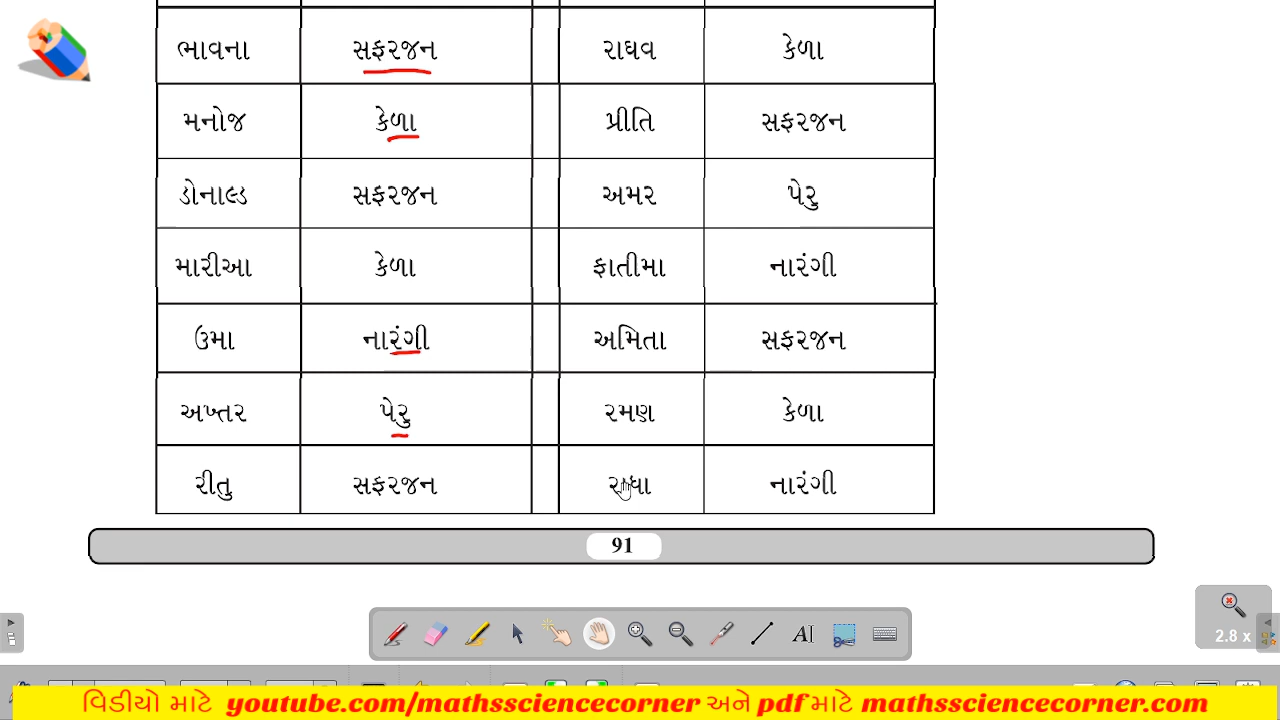 ભાવના સફરજન રાઘવ કેળા
મનોજ કેળા પ્રીતિ સફરજન
ડોનાલ્ડ સફરજન અમર પેરુ
મારીઆ કેળા ફાતીમા નારંગી
ઉમા નારંગી અમિતા સફરજન
અખ્તર પેરુ રમણ કેળા
રીતુ સફરજન નારંગી
91
AI
2.8 x
વિડીયો માટે youtube.com/mathssciencecorner અને pdf માટે mathssciencecorner.com